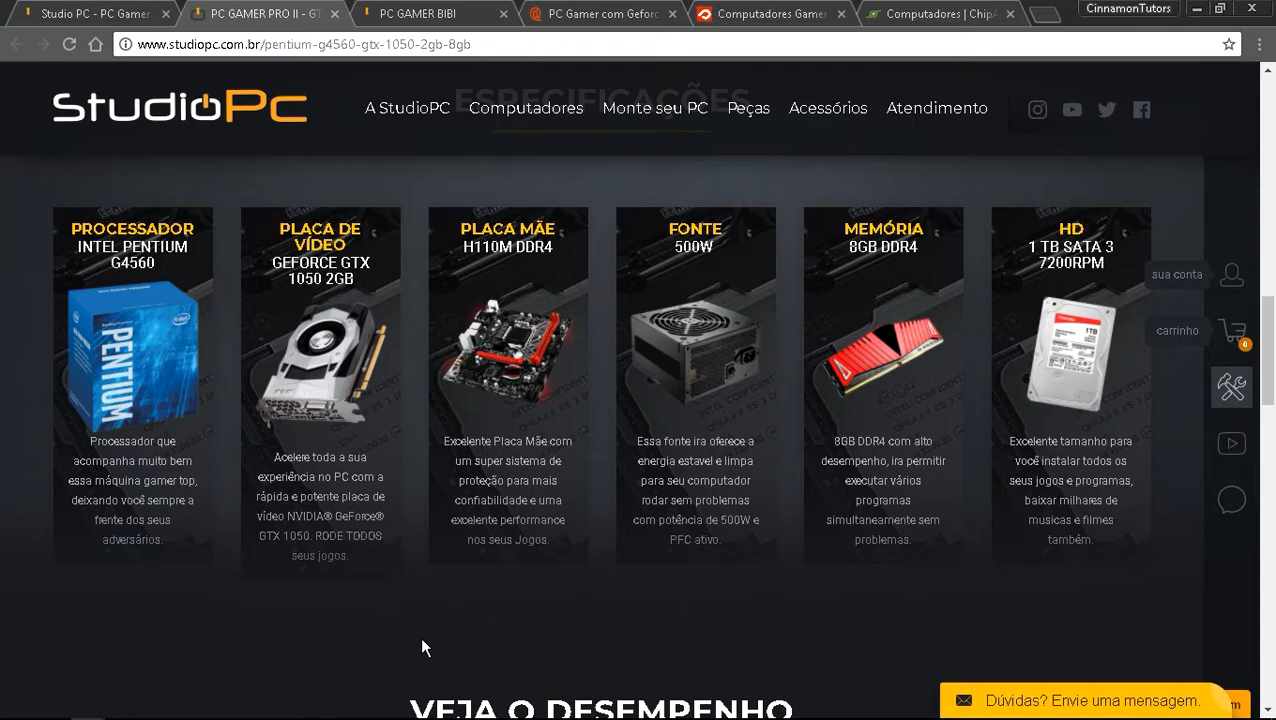 Studio PC - PC Gamer
PC GAMER PRO II - GT
PC GAMER BIBI
PC Gamer com Geforc
Computadores Gamer
Computadores | ChipA
CinnamonTutors
www.studiopc.com.br/pentium-g4560-gtx-1050-2gb-8gb
ESPECIFICAÇÕES
StudioPc
A StudioPC
Computadores
Monte seu PC
Peças
Acessórios
Atendimento
PROCESSADOR
INTEL PENTIUM
G4560
PENTIUM
Processador que
acompanha muito bem
essa máquina gamer top,
deixando você sempre a
frente dos seus
adversários.
PLACA DE
VÍDEO
GEFORCE GTX
1050 2GB
Acelere toda a sua
experiência no PC com a
rápida e potente placa de
vídeo NVIDIA® GeForce®
GTX 1050. RODE TODOS
seus jogos.
PLACA MÃE
H110M DDR4
Excelente Placa Mãe com
um super sistema de
proteção para mais
confiabilidade e uma
excelente performance
nos seus Jogos.
FONTE
500W
Essa fonte ira oferece a
energia estavel e limpa
para seu computador
rodar sem problemas
com potência de 500W e
PFC ativo.
MEMÓRIA
8GB DDR4
8GB DDR4 com alto
desempenho, ira permitir
executar vários
programas
simultaneamente sem
problemas.
HD
1 TB SATA 3
7200RPM
1TB
Excelente tamanho para
você instalar todos os
seus jogos e programas,
baixar milhares de
musicas e filmes
também.
sua conta
carrinho
0
VEJA O DESEMPENHO
Dúvidas? Envie uma mensagem.